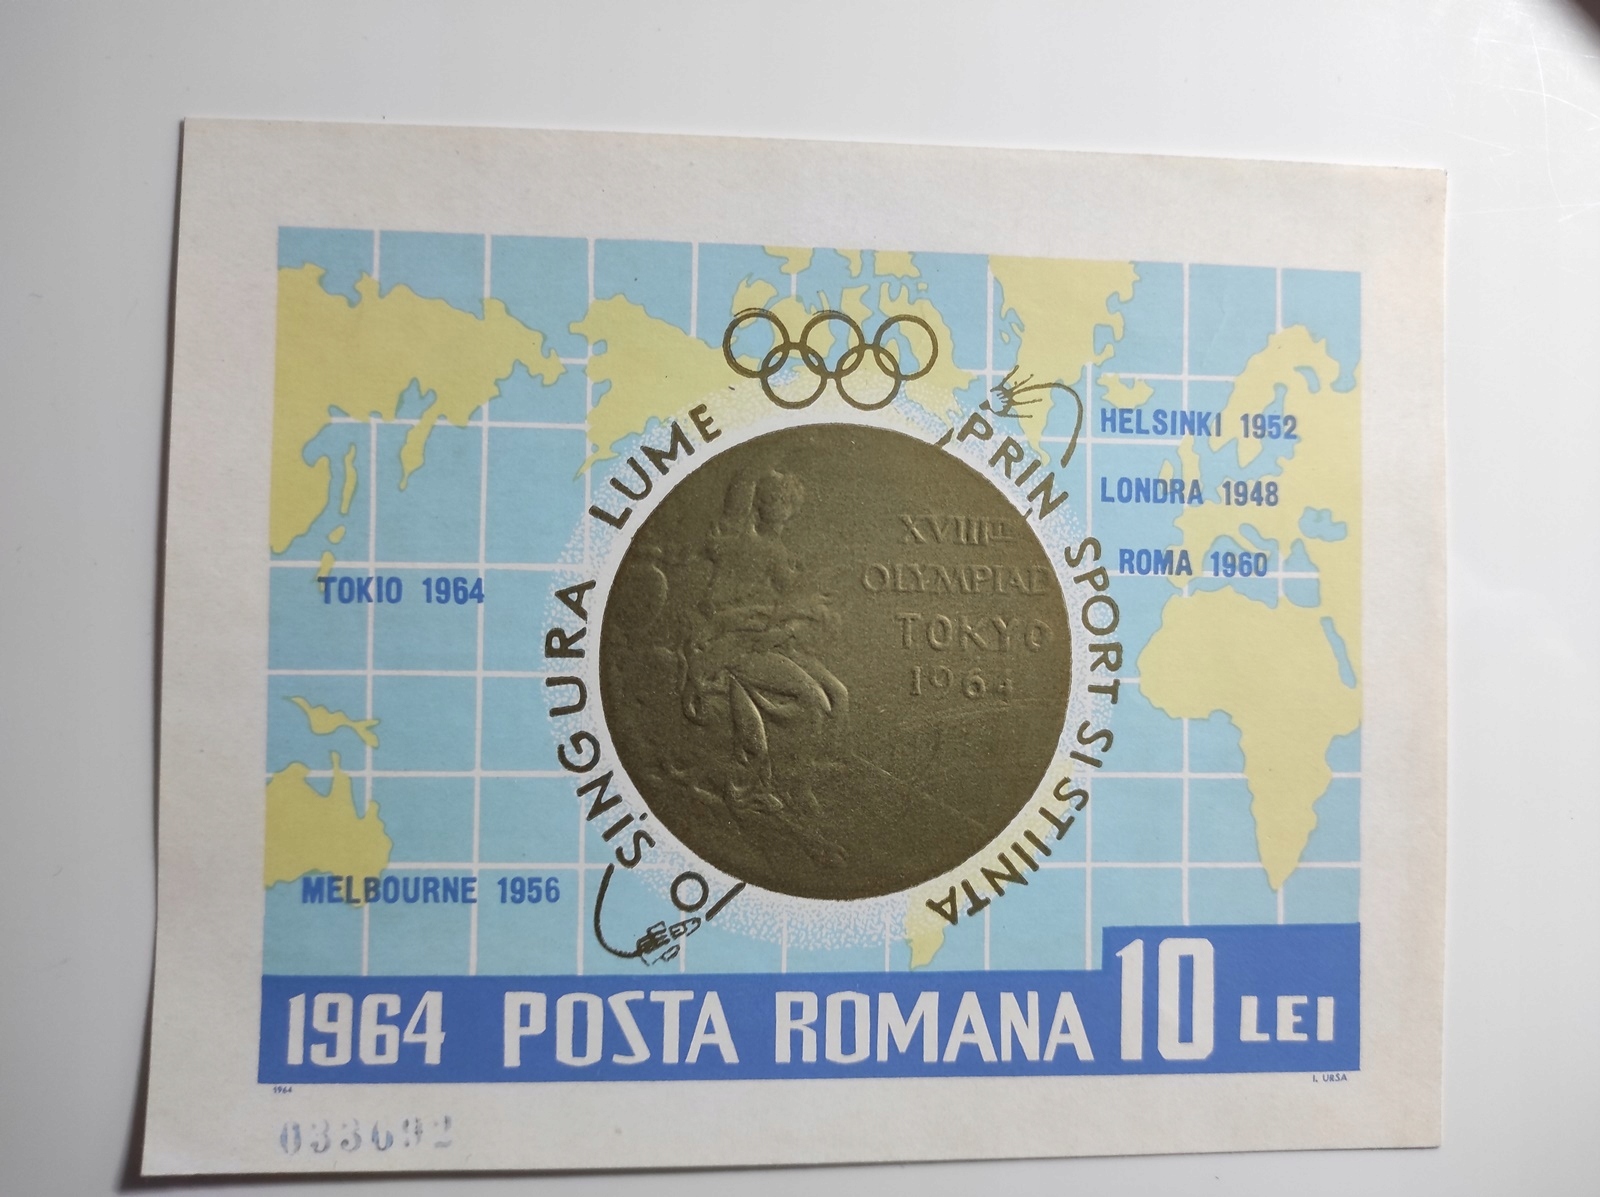 O SINGURA LUME PRIN SPORT SI STIINTA
HELSINKI 1952
LONDRA 1948
ROMA 1960
TOKIO 1964
MELBOURNE 1956
XVIII
OLYMPIAD
TOKYO
1964
1964 POSTA ROMANA 10 LEI
1964
I. URSA
033692